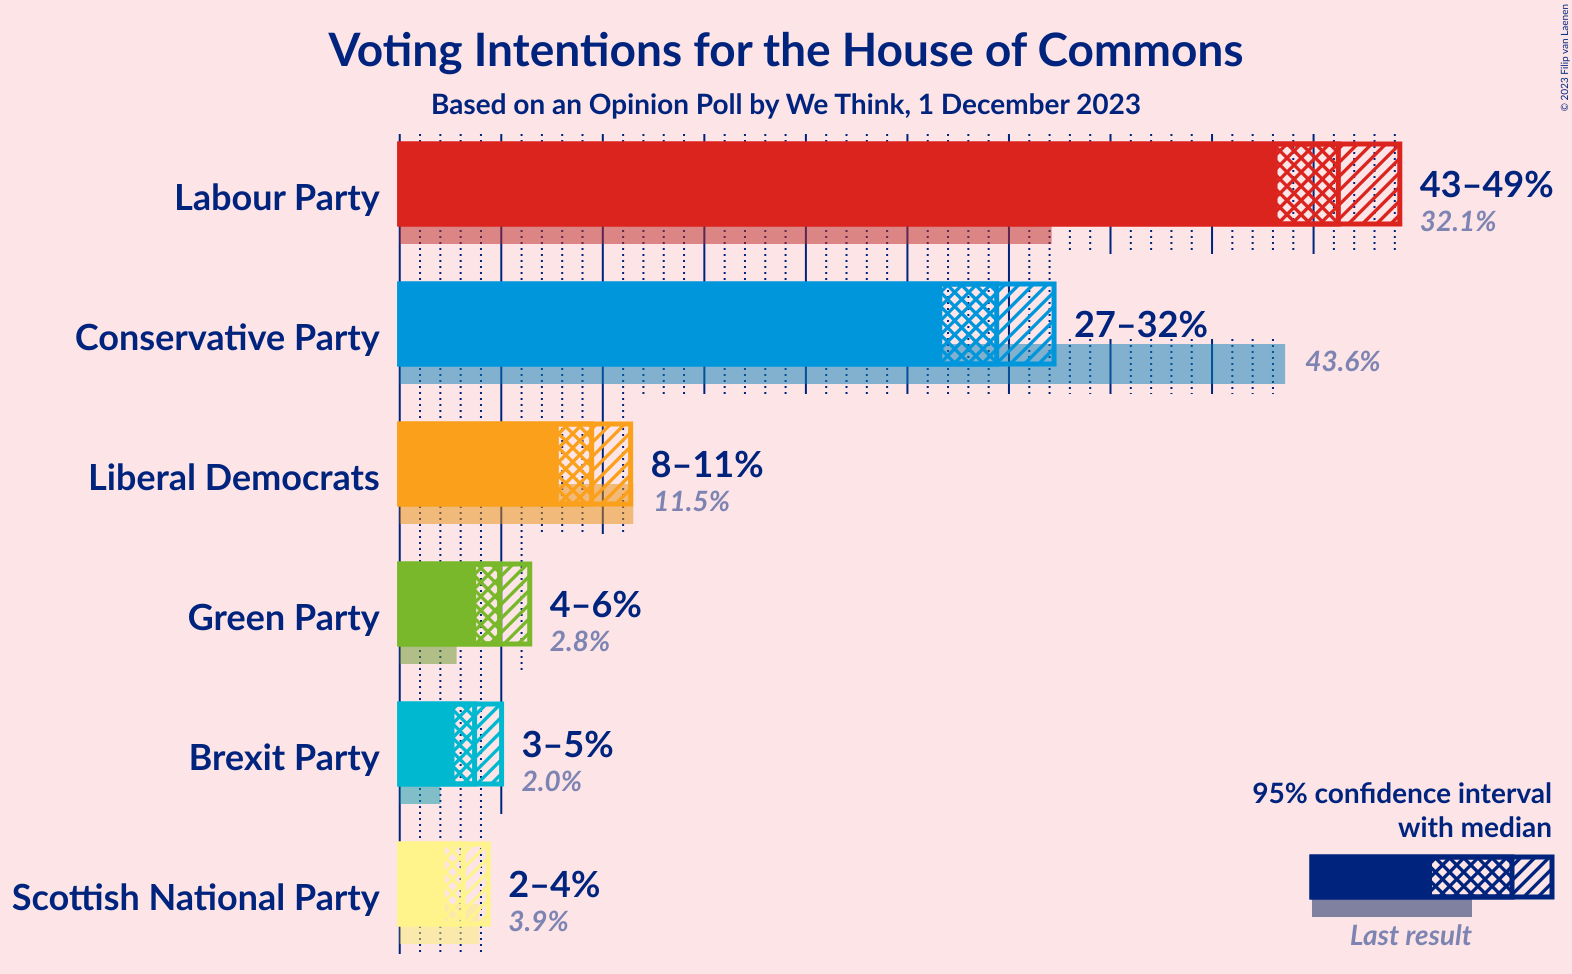 Voting Intentions for the House of Commons
Based on an Opinion Poll by We Think, 1 December 2023
© 2023 Filip van Laenen
Labour Party
43–49%
32.1%
Conservative Party
27–32%
43.6%
Liberal Democrats
8–11%
11.5%
Green Party
4–6%
2.8%
Brexit Party
3–5%
2.0%
Scottish National Party
2–4%
3.9%
95% confidence interval
with median
Last result